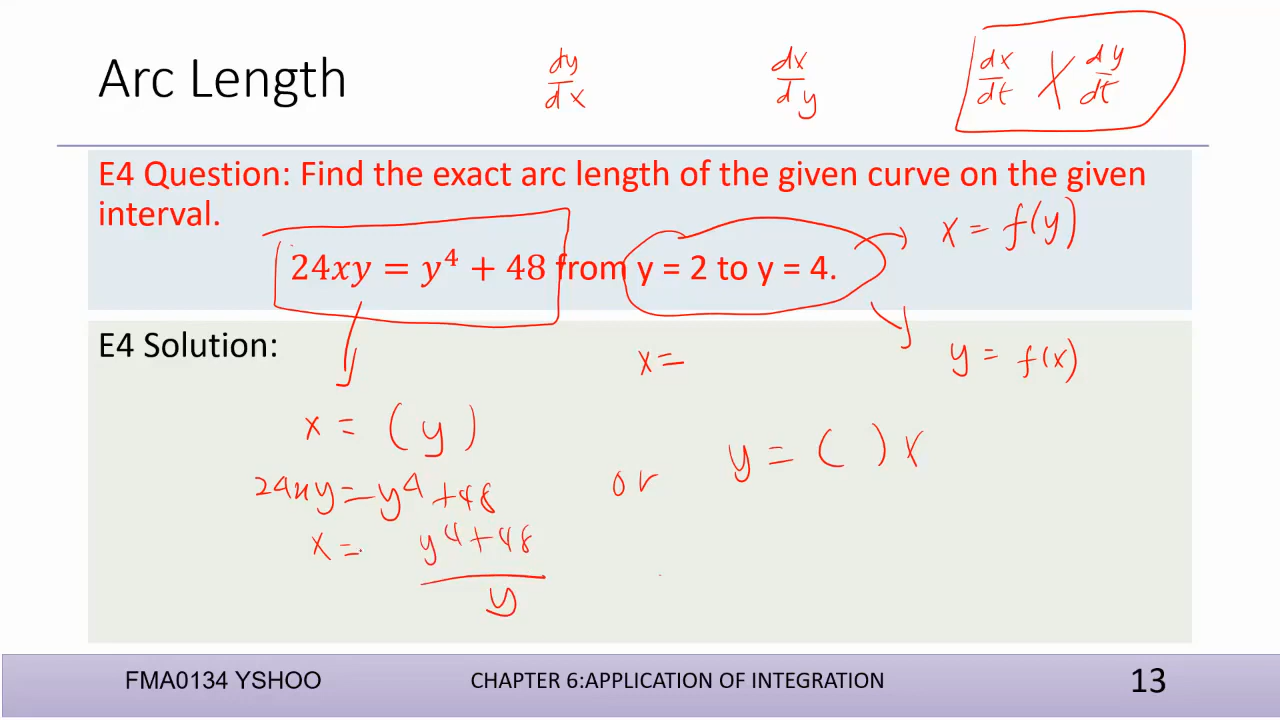 Arc Length
dy/dx
dx/dy
dx/dt X dy/dt
E4 Question: Find the exact arc length of the given curve on the given
interval.
24xy = y⁴ + 48 from y = 2 to y = 4.
x = f(y)
E4 Solution:
x =
y = f(x)
x = ( y )
or
y = ( ) x
24xy = y⁴ + 48
x = y⁴ + 48
y
FMA0134 YSHOO
CHAPTER 6:APPLICATION OF INTEGRATION
13